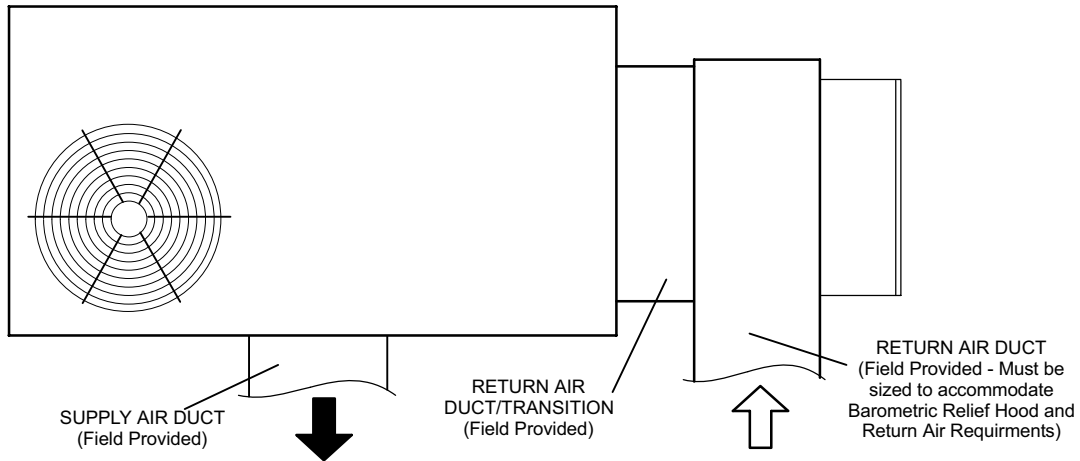 SUPPLY AIR DUCT
(Field Provided)
RETURN AIR
DUCT/TRANSITION
(Field Provided)
RETURN AIR DUCT
(Field Provided - Must be
sized to accommodate
Barometric Relief Hood and
Return Air Requirments)